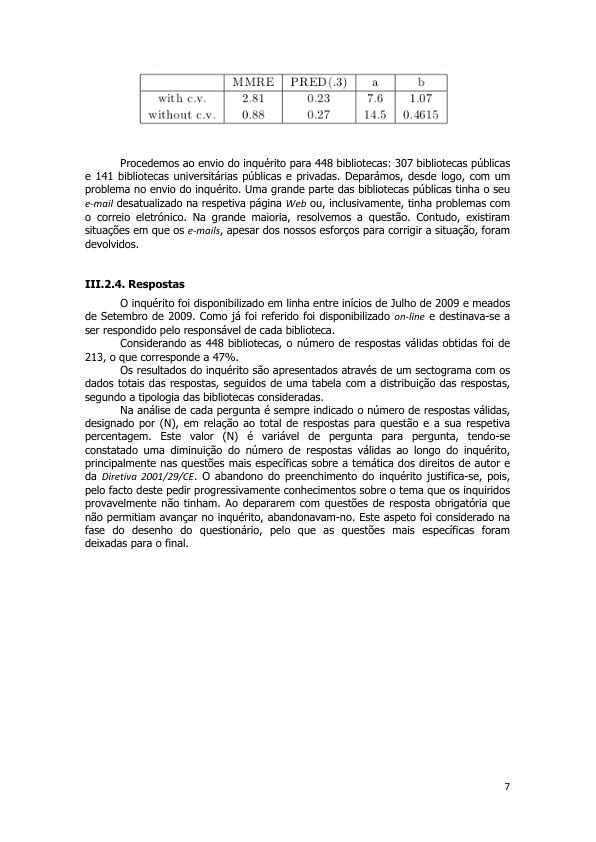 MMRE PRED(.3) a b
with c.v. 2.81 0.23 7.6 1.07
without c.v. 0.88 0.27 14.5 0.4615
Procedemos ao envio do inquérito para 448 bibliotecas: 307 bibliotecas públicas
e 141 bibliotecas universitárias públicas e privadas. Deparámos, desde logo, com um
problema no envio do inquérito. Uma grande parte das bibliotecas públicas tinha o seu
e-mail desatualizado na respetiva página Web ou, inclusivamente, tinha problemas com
o correio eletrónico. Na grande maioria, resolvemos a questão. Contudo, existiram
situações em que os e-mails, apesar dos nossos esforços para corrigir a situação, foram
devolvidos.
III.2.4. Respostas
O inquérito foi disponibilizado em linha entre inícios de Julho de 2009 e meados
de Setembro de 2009. Como já foi referido foi disponibilizado on-line e destinava-se a
ser respondido pelo responsável de cada biblioteca.
Considerando as 448 bibliotecas, o número de respostas válidas obtidas foi de
213, o que corresponde a 47%.
Os resultados do inquérito são apresentados através de um sectograma com os
dados totais das respostas, seguidos de uma tabela com a distribuição das respostas,
segundo a tipologia das bibliotecas consideradas.
Na análise de cada pergunta é sempre indicado o número de respostas válidas,
designado por (N), em relação ao total de respostas para questão e a sua respetiva
percentagem. Este valor (N) é variável de pergunta para pergunta, tendo-se
constatado uma diminuição do número de respostas válidas ao longo do inquérito,
principalmente nas questões mais específicas sobre a temática dos direitos de autor e
da Diretiva 2001/29/CE. O abandono do preenchimento do inquérito justifica-se, pois,
pelo facto deste pedir progressivamente conhecimentos sobre o tema que os inquiridos
provavelmente não tinham. Ao depararem com questões de resposta obrigatória que
não permitiam avançar no inquérito, abandonavam-no. Este aspeto foi considerado na
fase do desenho do questionário, pelo que as questões mais específicas foram
deixadas para o final.
7